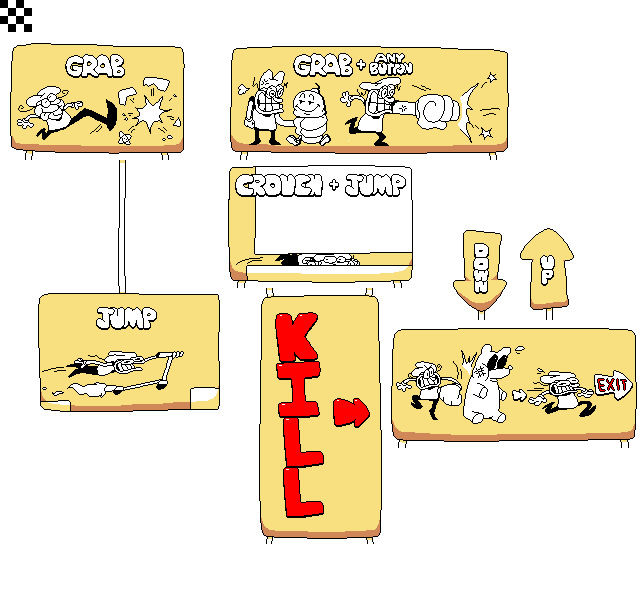 GRAB
GRAB + ANY
BUTTON
CROUCH + JUMP
DOWN
UP
JUMP
KILL
EXIT